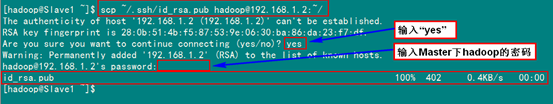 [hadoop@Slave1 ~]$ scp ~/.ssh/id_rsa.pub hadoop@192.168.1.2:~/
The authenticity of host '192.168.1.2 (192.168.1.2)' can't be established.
RSA key fingerprint is 28:0b:51:4b:f5:87:53:9e:06:30:ba:86:da:23:f7:df.
Are you sure you want to continue connecting (yes/no)? yes
输入“yes”
Warning: Permanently added '192.168.1.2' (RSA) to the list of known hosts.
hadoop@192.168.1.2's password:
输入Master下hadoop的密码
id_rsa.pub 100% 402 0.4KB/s 00:00
[hadoop@Slave1 ~]$